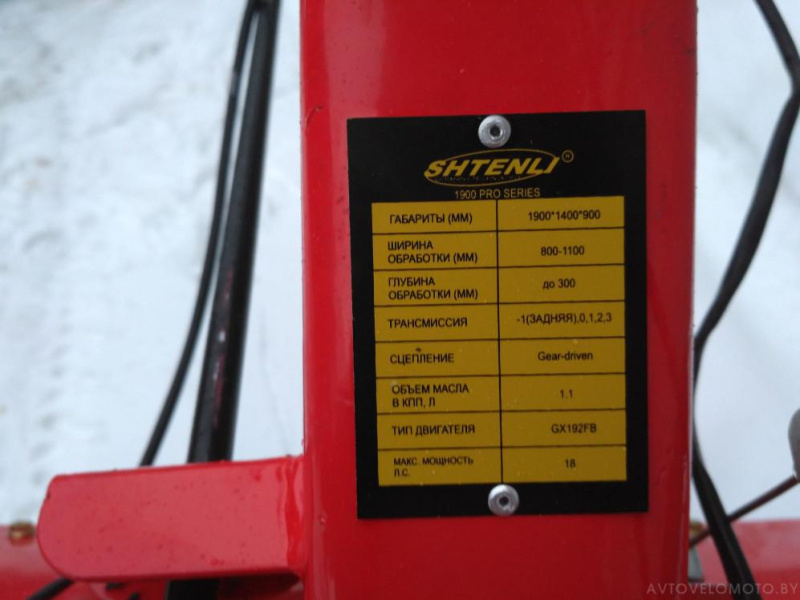 SHTENLI®
1900 PRO SERIES
ГАБАРИТЫ (ММ) 1900*1400*900
ШИРИНА
ОБРАБОТКИ (ММ) 800-1100
ГЛУБИНА
ОБРАБОТКИ (ММ) до 300
ТРАНСМИССИЯ -1(ЗАДНЯЯ),0,1,2,3
СЦЕПЛЕНИЕ Gear-driven
ОБЪЕМ МАСЛА
В КПП, Л 1.1
ТИП ДВИГАТЕЛЯ GX192FB
МАКС. МОЩНОСТЬ
Л.С. 18
AVTOVELOMOTO.BY